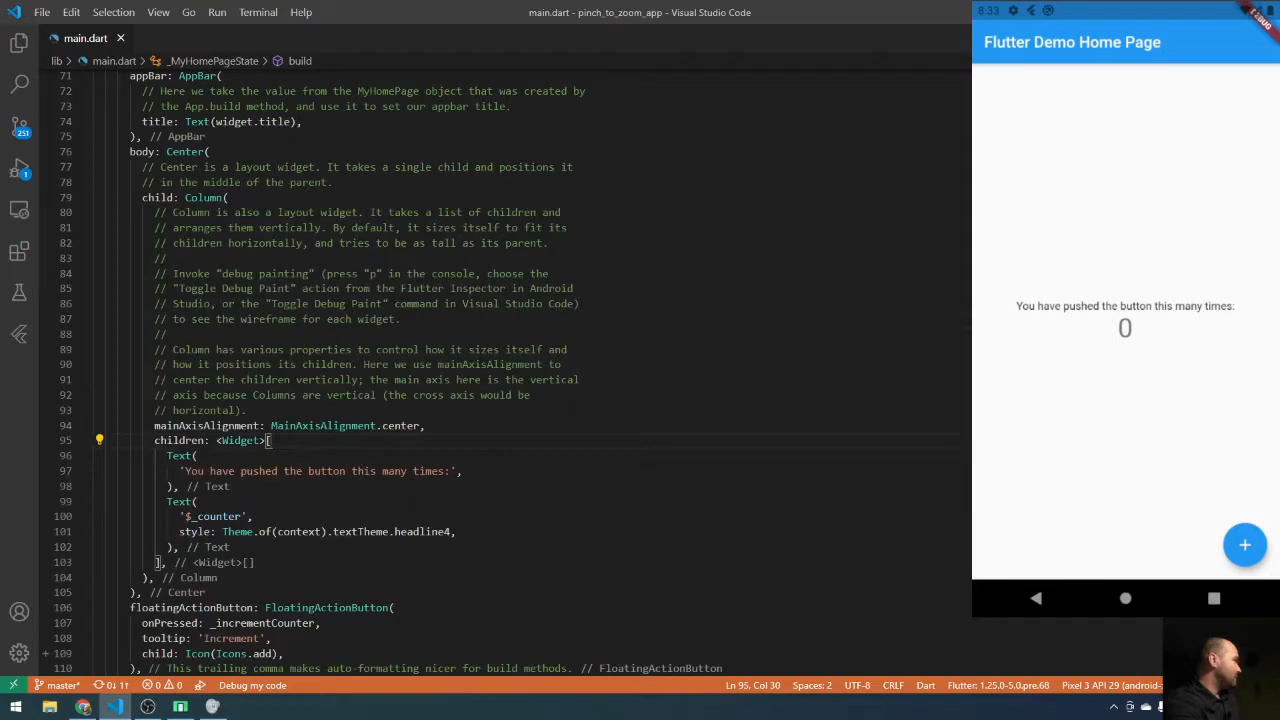 File Edit Selection View Go Run Terminal Help
main.dart - pinch_to_zoom_app - Visual Studio Code
main.dart
lib > main.dart > _MyHomePageState > build
71 appBar: AppBar(
72 // Here we take the value from the MyHomePage object that was created by
73 // the App.build method, and use it to set our appbar title.
74 title: Text(widget.title),
75 ), // AppBar
76 body: Center(
77 // Center is a layout widget. It takes a single child and positions it
78 // in the middle of the parent.
79 child: Column(
80 // Column is also a layout widget. It takes a list of children and
81 // arranges them vertically. By default, it sizes itself to fit its
82 // children horizontally, and tries to be as tall as its parent.
83 //
84 // Invoke "debug painting" (press "p" in the console, choose the
85 // "Toggle Debug Paint" action from the Flutter Inspector in Android
86 // Studio, or the "Toggle Debug Paint" command in Visual Studio Code)
87 // to see the wireframe for each widget.
88 //
89 // Column has various properties to control how it sizes itself and
90 // how it positions its children. Here we use mainAxisAlignment to
91 // center the children vertically; the main axis here is the vertical
92 // axis because Columns are vertical (the cross axis would be
93 // horizontal).
94 mainAxisAlignment: MainAxisAlignment.center,
95 children: <Widget>[
96 Text(
97 'You have pushed the button this many times:',
98 ), // Text
99 Text(
100 '$_counter',
101 style: Theme.of(context).textTheme.headline4,
102 ), // Text
103 ], // <Widget>[]
104 ), // Column
105 ), // Center
106 floatingActionButton: FloatingActionButton(
107 onPressed: _incrementCounter,
108 tooltip: 'Increment',
109 child: Icon(Icons.add),
110 ), // This trailing comma makes auto-formatting nicer for build methods. // FloatingActionButton
251
1
master* 0↓ 1↑ 0 0 Debug my code
Ln 95, Col 30 Spaces: 2 UTF-8 CRLF Dart Flutter: 1.25.0-5.0.pre.68 Pixel 3 API 29 (android-
8:33
DEBUG
Flutter Demo Home Page
You have pushed the button this many times:
0